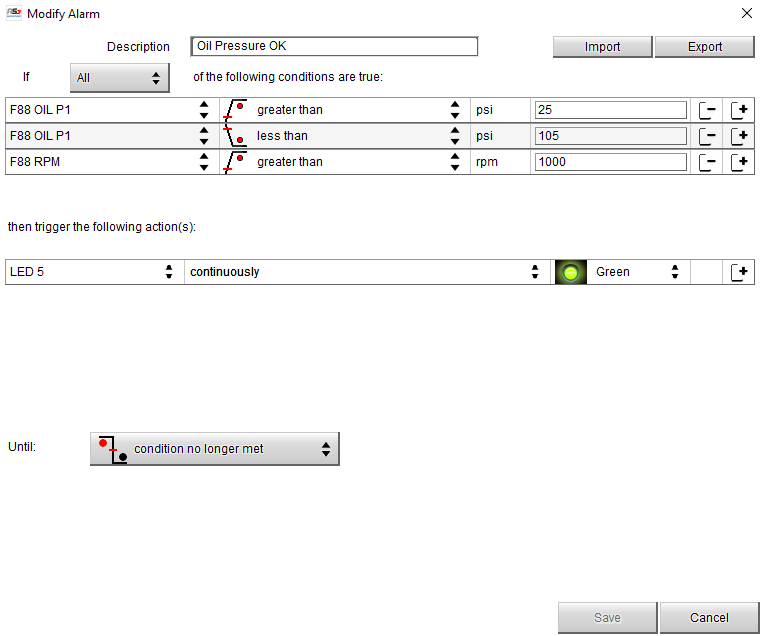 Modify Alarm
Description Oil Pressure OK Import Export
If All of the following conditions are true:
F88 OIL P1 greater than psi 25
F88 OIL P1 less than psi 105
F88 RPM greater than rpm 1000
then trigger the following action(s):
LED 5 continuously Green
Until: condition no longer met
Save Cancel